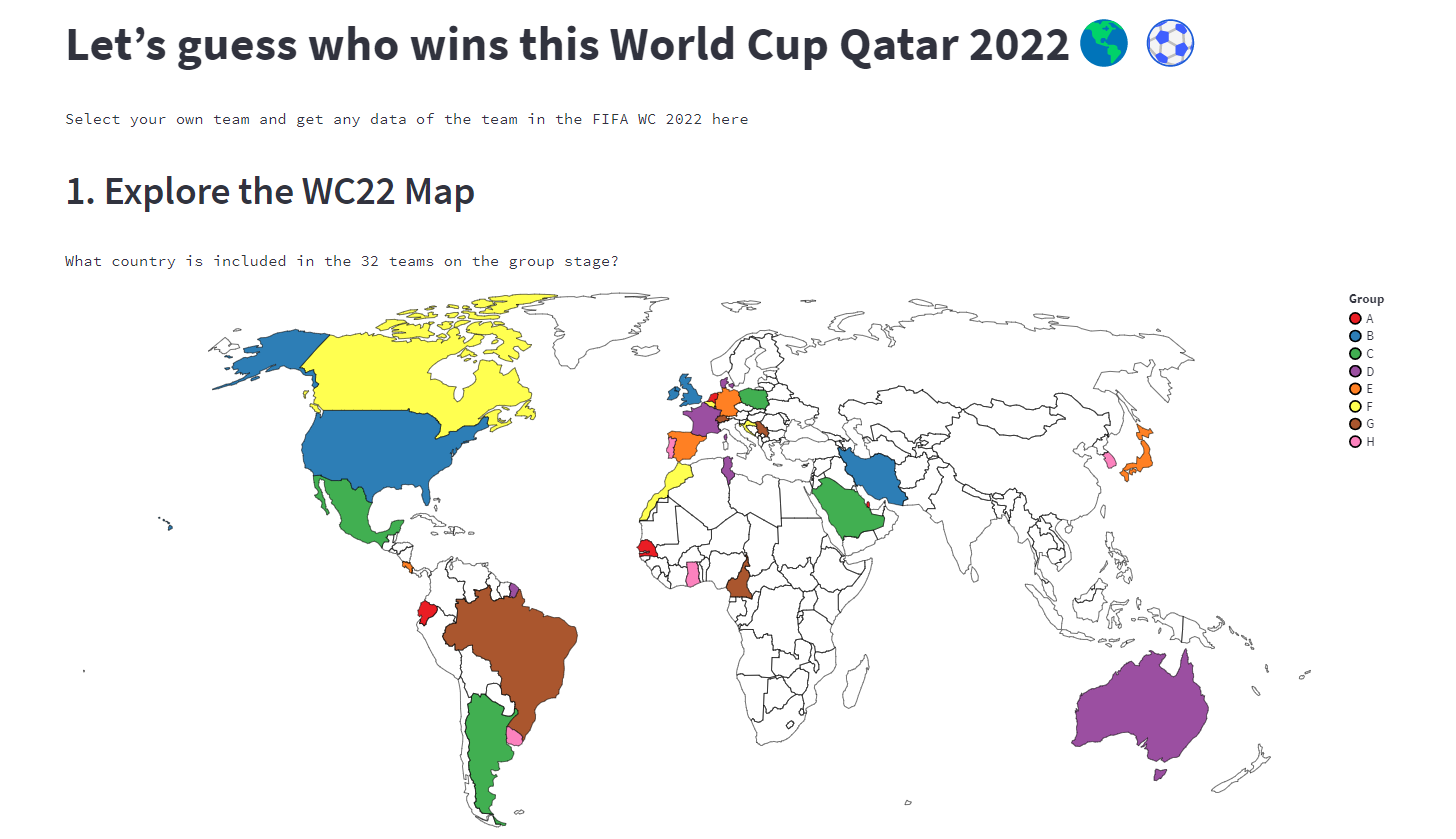 Let’s guess who wins this World Cup Qatar 2022
Select your own team and get any data of the team in the FIFA WC 2022 here
1. Explore the WC22 Map
What country is included in the 32 teams on the group stage?
Group
A
B
C
D
E
F
G
H